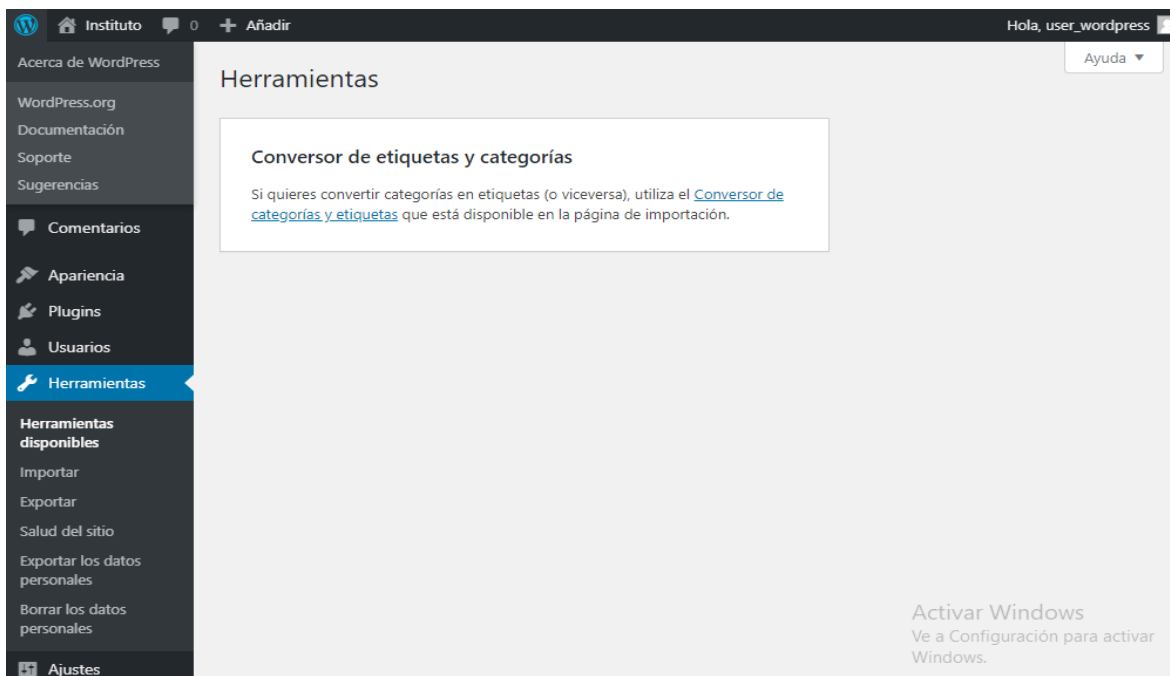 Instituto 0 Añadir Hola, user_wordpress
Acerca de WordPress
WordPress.org
Documentación
Soporte
Sugerencias
Comentarios
Apariencia
Plugins
Usuarios
Herramientas
Herramientas
disponibles
Importar
Exportar
Salud del sitio
Exportar los datos
personales
Borrar los datos
personales
Ajustes
Ayuda
Herramientas
Conversor de etiquetas y categorías
Si quieres convertir categorías en etiquetas (o viceversa), utiliza el Conversor de
categorías y etiquetas que está disponible en la página de importación.
Activar Windows
Ve a Configuración para activar
Windows.